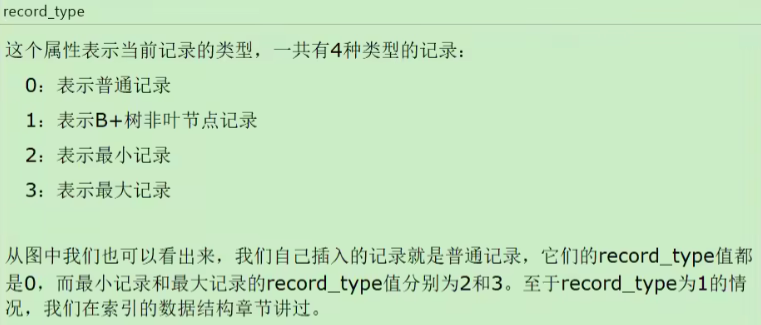 record_type
这个属性表示当前记录的类型，一共有4种类型的记录：
0：表示普通记录
1：表示B+树非叶节点记录
2：表示最小记录
3：表示最大记录
从图中我们也可以看出来，我们自己插入的记录就是普通记录，它们的record_type值都
是0，而最小记录和最大记录的record_type值分别为2和3。至于record_type为1的情
况，我们在索引的数据结构章节讲过。